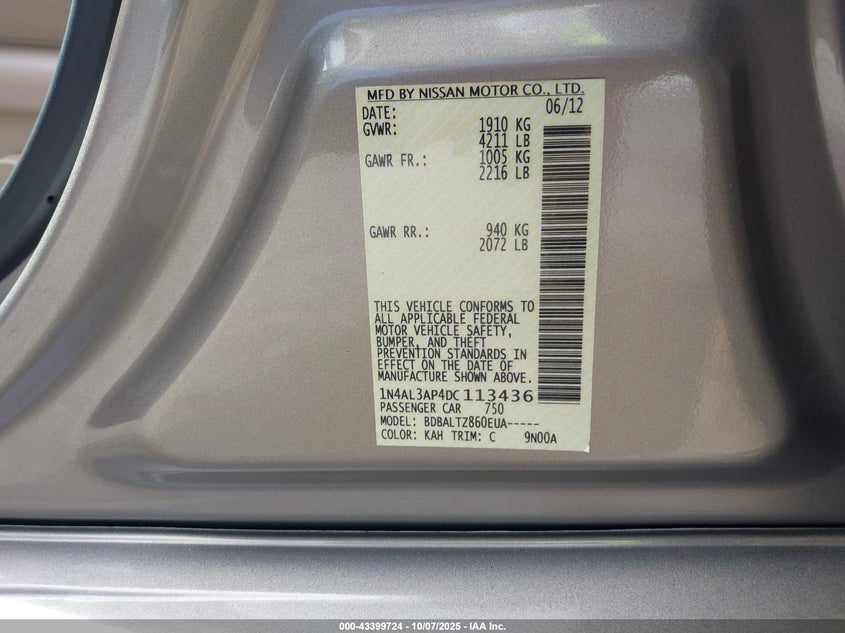 MFD BY NISSAN MOTOR CO., LTD.
DATE: 06/12
GVWR: 1910 KG
4211 LB
GAWR FR.: 1005 KG
2216 LB
GAWR RR.: 940 KG
2072 LB
THIS VEHICLE CONFORMS TO
ALL APPLICABLE FEDERAL
MOTOR VEHICLE SAFETY,
BUMPER, AND THEFT
PREVENTION STANDARDS IN
EFFECT ON THE DATE OF
MANUFACTURE SHOWN ABOVE.
1N4AL3AP4DC113436
PASSENGER CAR 750
MODEL: BDBALTZ860EUA-----
COLOR: KAH TRIM: C 9N00A
000-43399724 | 10/07/2025 | IAA Inc.